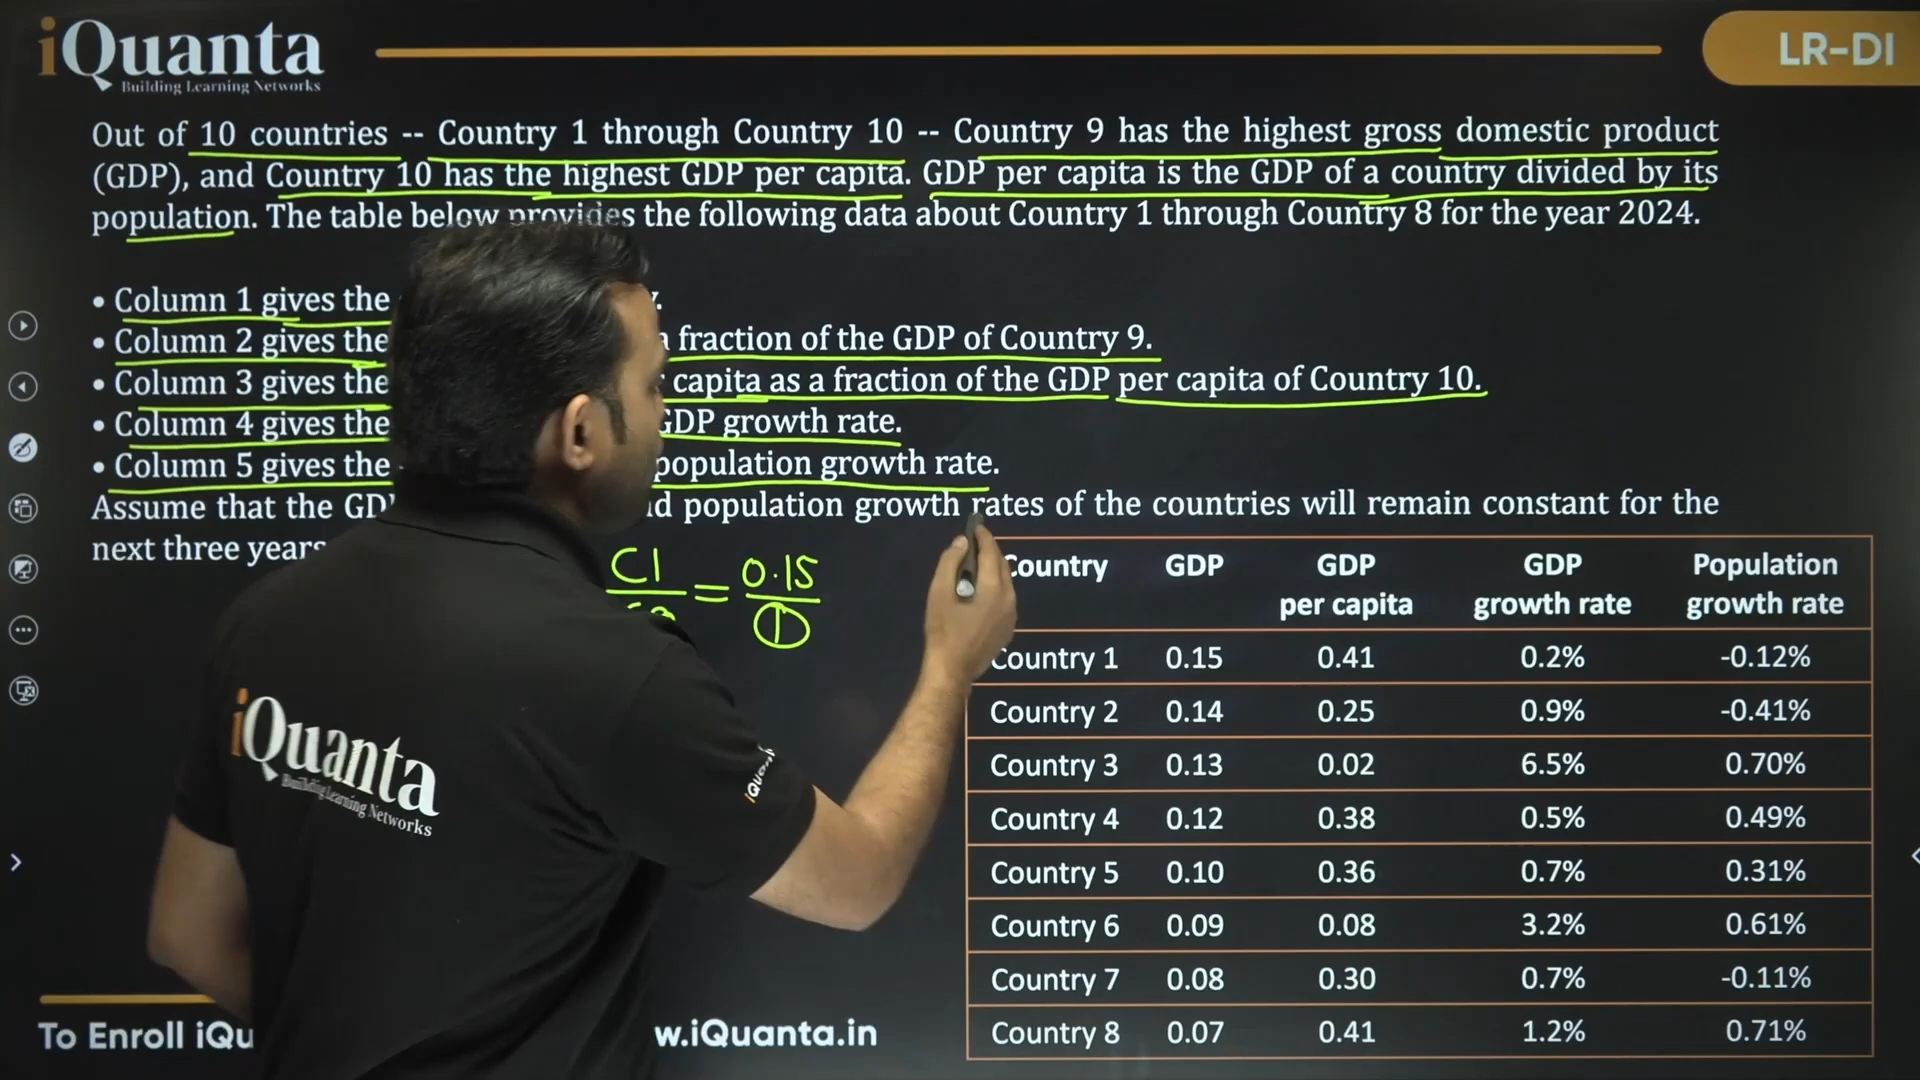 iQuanta
Building Learning Networks
LR-DI
Out of 10 countries -- Country 1 through Country 10 -- Country 9 has the highest gross domestic product
(GDP), and Country 10 has the highest GDP per capita. GDP per capita is the GDP of a country divided by its
population. The table below provides the following data about Country 1 through Country 8 for the year 2024.
• Column 1 gives the
• Column 2 gives the fraction of the GDP of Country 9.
• Column 3 gives the capita as a fraction of the GDP per capita of Country 10.
• Column 4 gives the GDP growth rate.
• Column 5 gives the population growth rate.
Assume that the population growth rates of the countries will remain constant for the
next three years
C1 = 0.15
1
Country GDP GDP per capita GDP growth rate Population growth rate
Country 1 0.15 0.41 0.2% -0.12%
Country 2 0.14 0.25 0.9% -0.41%
Country 3 0.13 0.02 6.5% 0.70%
Country 4 0.12 0.38 0.5% 0.49%
Country 5 0.10 0.36 0.7% 0.31%
Country 6 0.09 0.08 3.2% 0.61%
Country 7 0.08 0.30 0.7% -0.11%
Country 8 0.07 0.41 1.2% 0.71%
iQuanta
Building Learning Networks
iQuanta
To Enroll iQu w.iQuanta.in